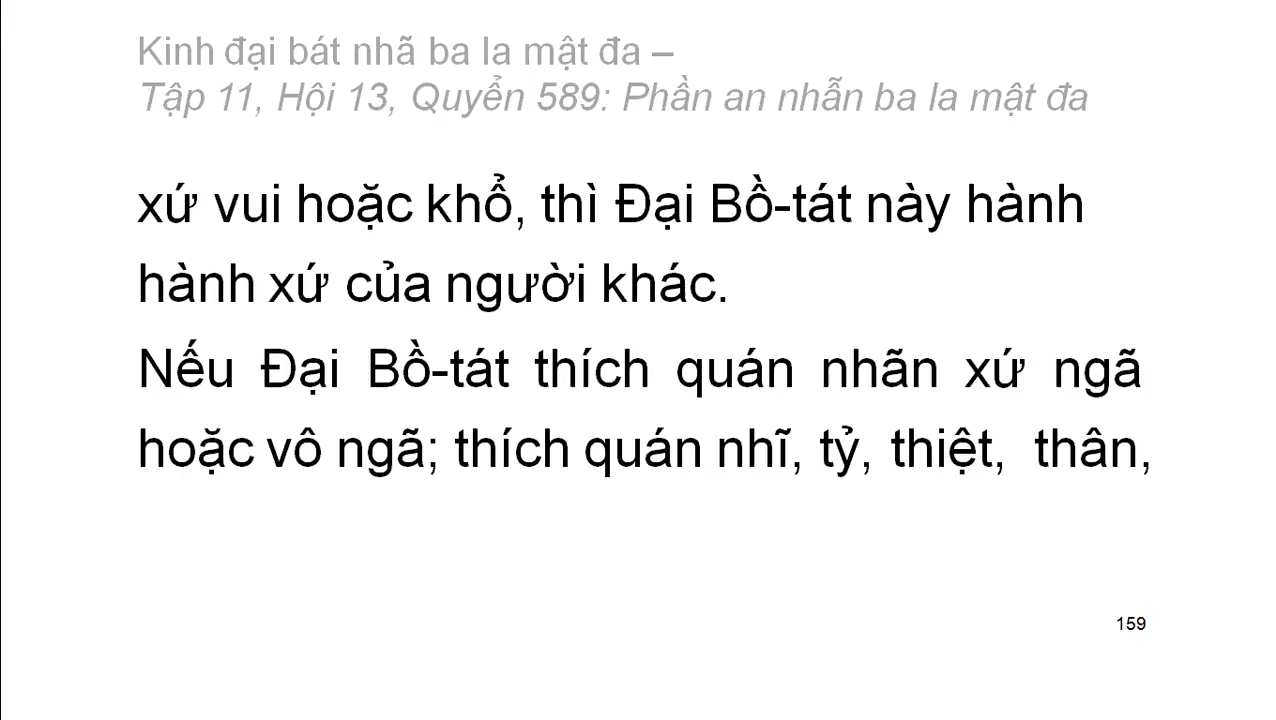 Kinh đại bát nhã ba la mật đa –
Tập 11, Hội 13, Quyển 589: Phần an nhẫn ba la mật đa
xứ vui hoặc khổ, thì Đại Bồ-tát này hành
hành xứ của người khác.
Nếu Đại Bồ-tát thích quán nhãn xứ ngã
hoặc vô ngã; thích quán nhĩ, tỷ, thiệt, thân,
159